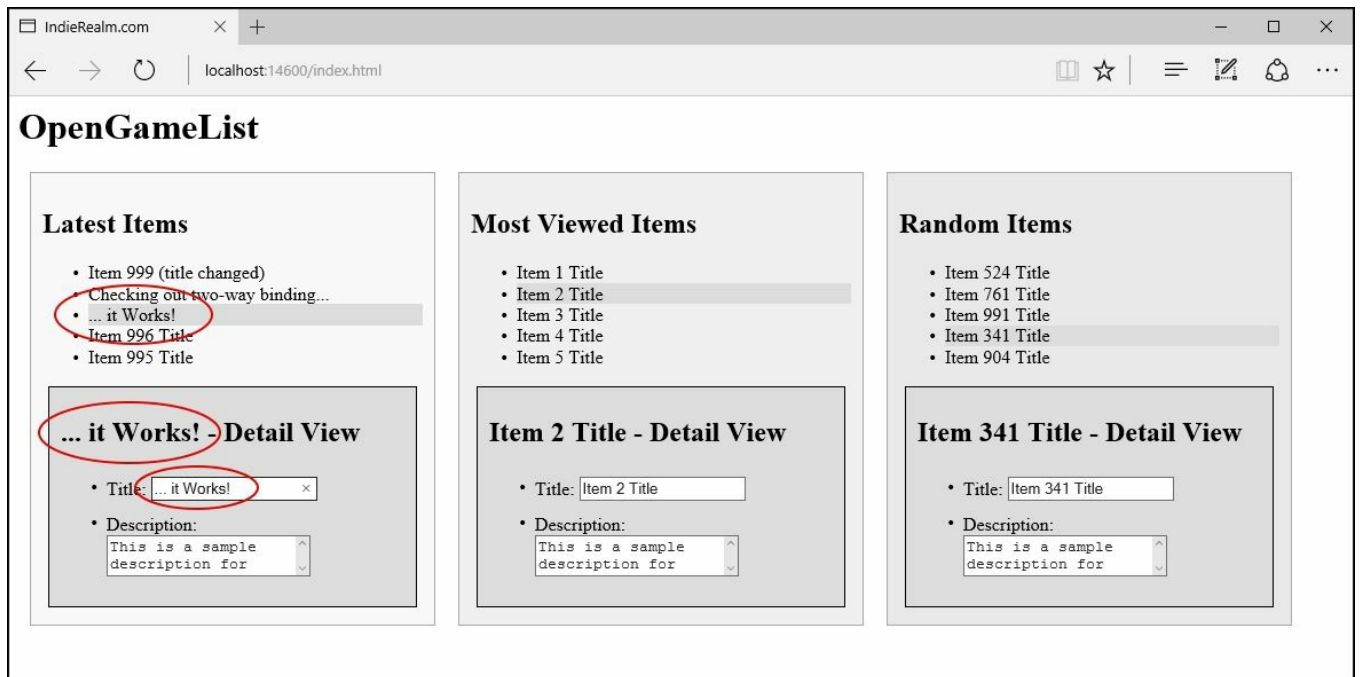 IndieRealm.com
localhost:14600/index.html
OpenGameList
Latest Items
• Item 999 (title changed)
• Checking out two-way binding...
• ... it Works!
• Item 996 Title
• Item 995 Title
... it Works! - Detail View
• Title: ... it Works!
• Description:
This is a sample
description for
Most Viewed Items
• Item 1 Title
• Item 2 Title
• Item 3 Title
• Item 4 Title
• Item 5 Title
Item 2 Title - Detail View
• Title: Item 2 Title
• Description:
This is a sample
description for
Random Items
• Item 524 Title
• Item 761 Title
• Item 991 Title
• Item 341 Title
• Item 904 Title
Item 341 Title - Detail View
• Title: Item 341 Title
• Description:
This is a sample
description for